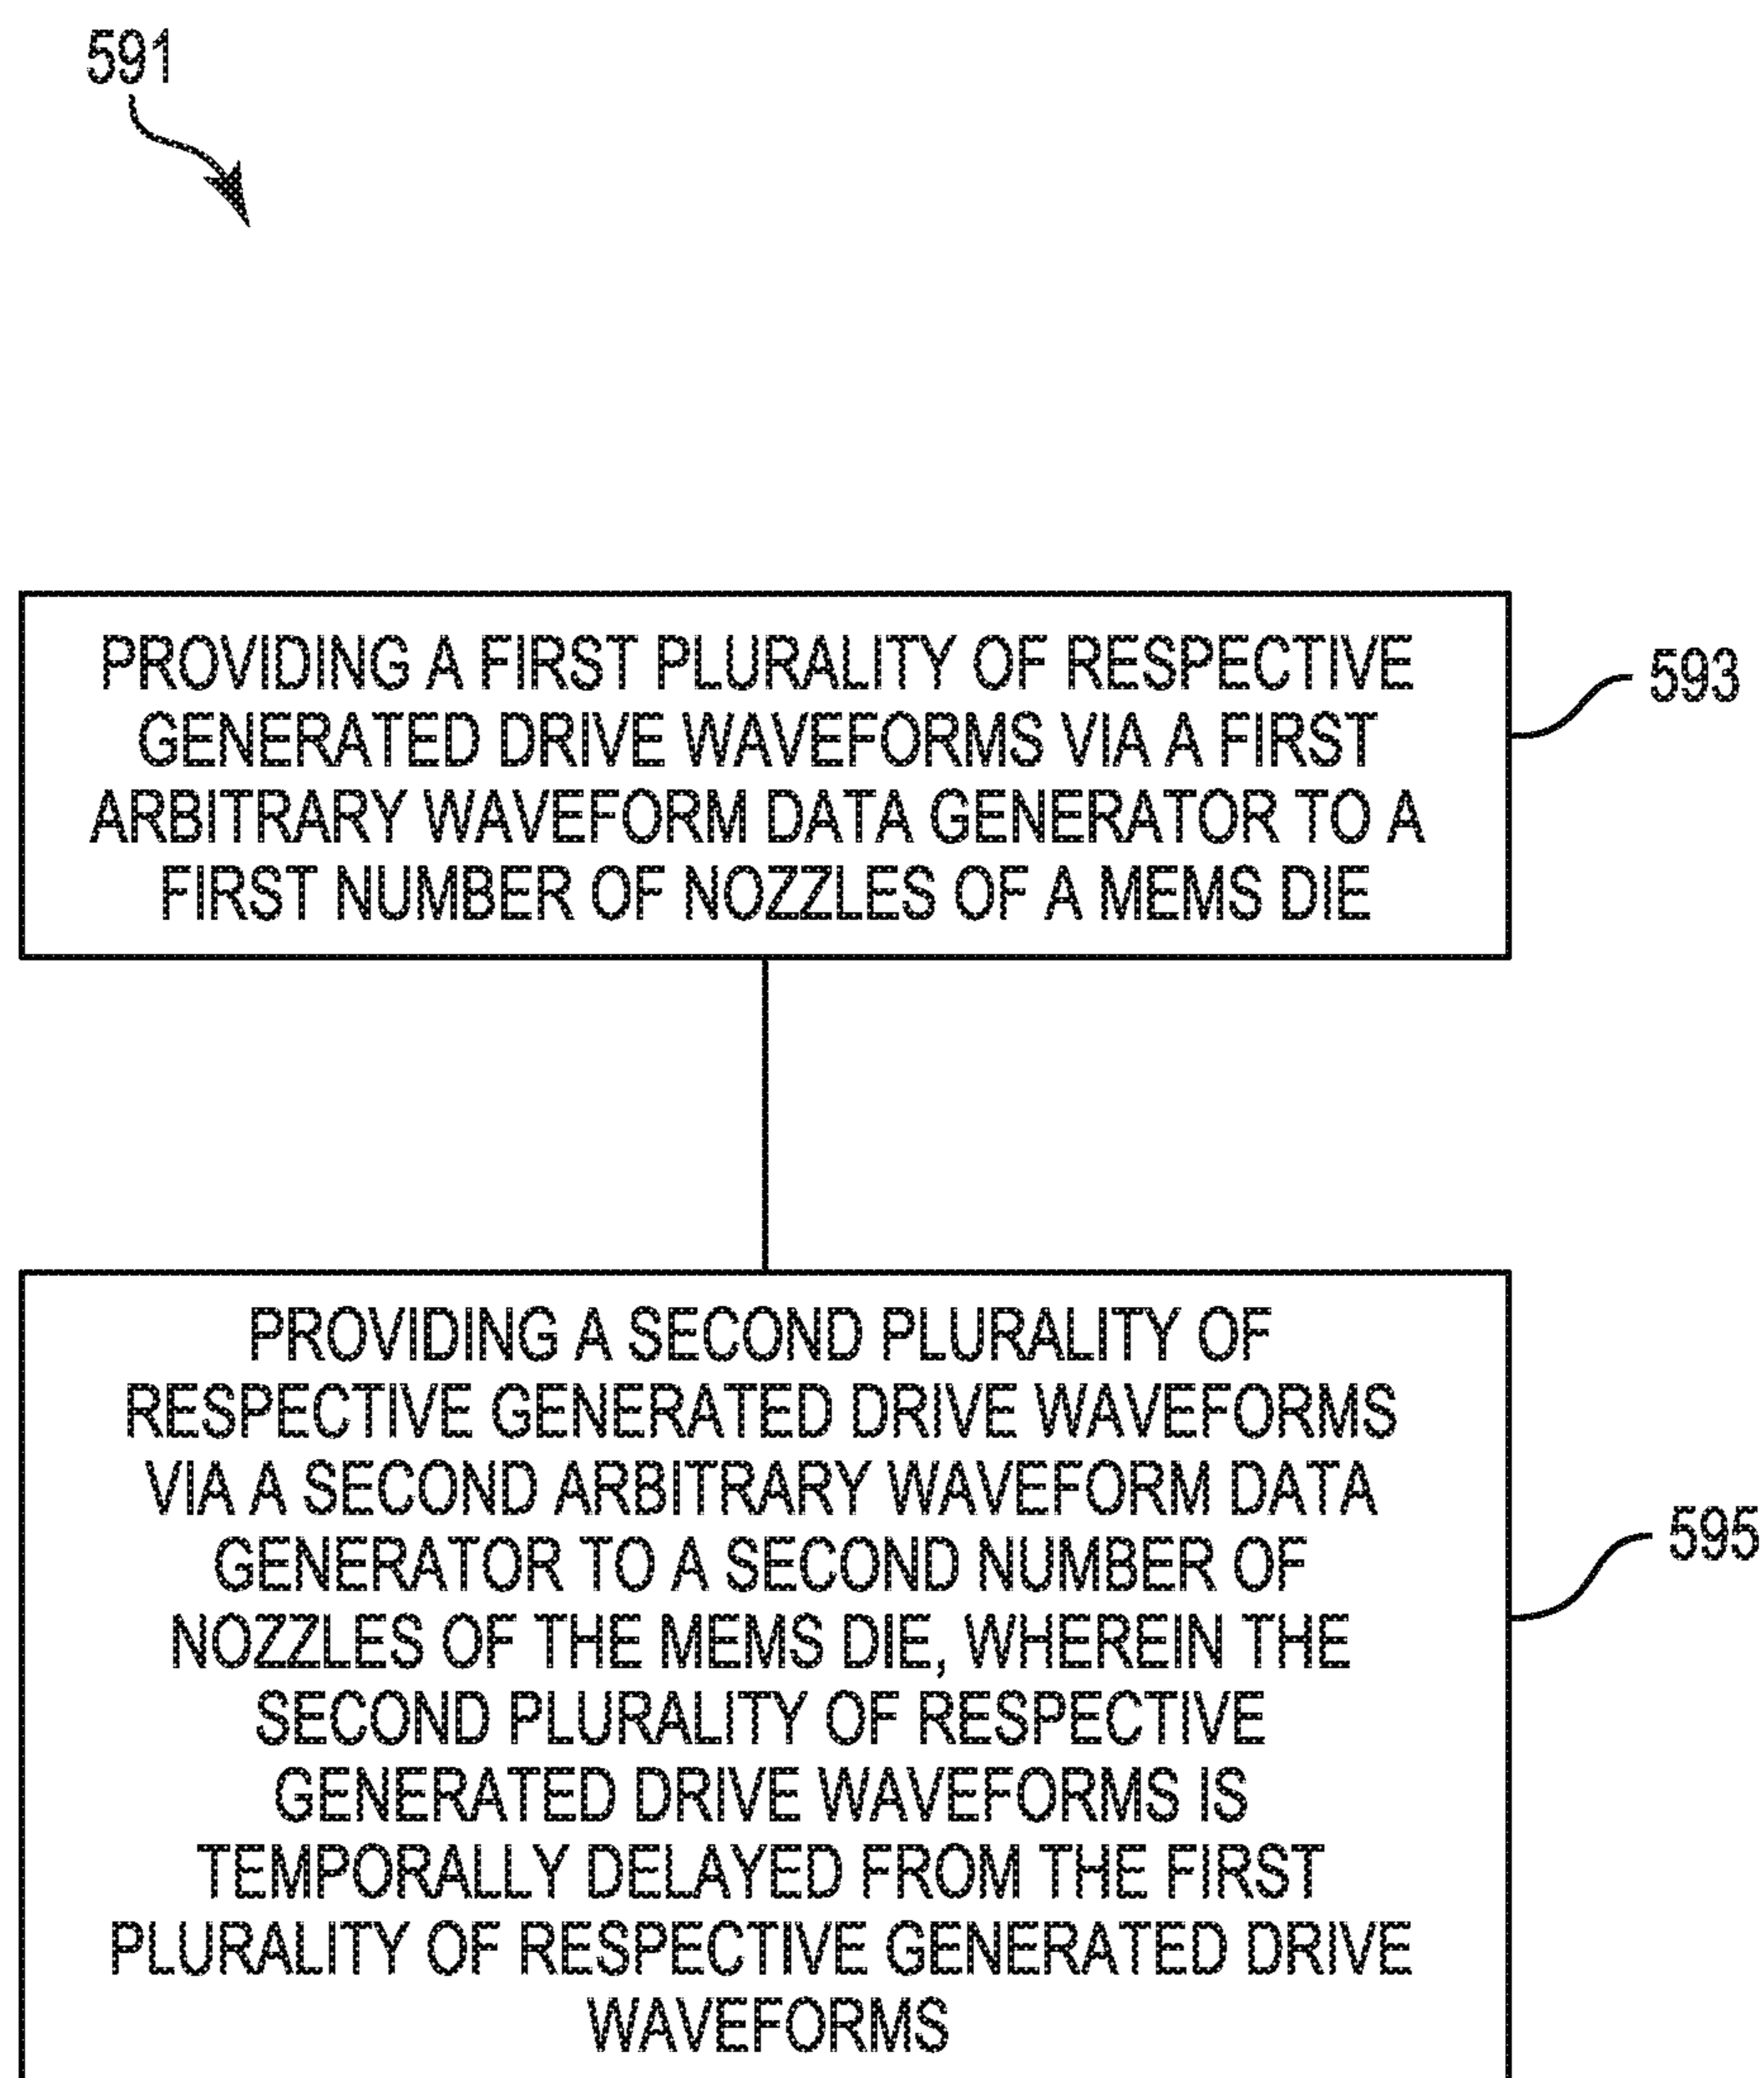 591
PROVIDING A FIRST PLURALITY OF RESPECTIVE
GENERATED DRIVE WAVEFORMS VIA A FIRST
ARBITRARY WAVEFORM DATA GENERATOR TO A
FIRST NUMBER OF NOZZLES OF A MEMS DIE
593
PROVIDING A SECOND PLURALITY OF
RESPECTIVE GENERATED DRIVE WAVEFORMS
VIA A SECOND ARBITRARY WAVEFORM DATA
GENERATOR TO A SECOND NUMBER OF
NOZZLES OF THE MEMS DIE, WHEREIN THE
SECOND PLURALITY OF RESPECTIVE
GENERATED DRIVE WAVEFORMS IS
TEMPORALLY DELAYED FROM THE FIRST
PLURALITY OF RESPECTIVE GENERATED DRIVE
WAVEFORMS
595